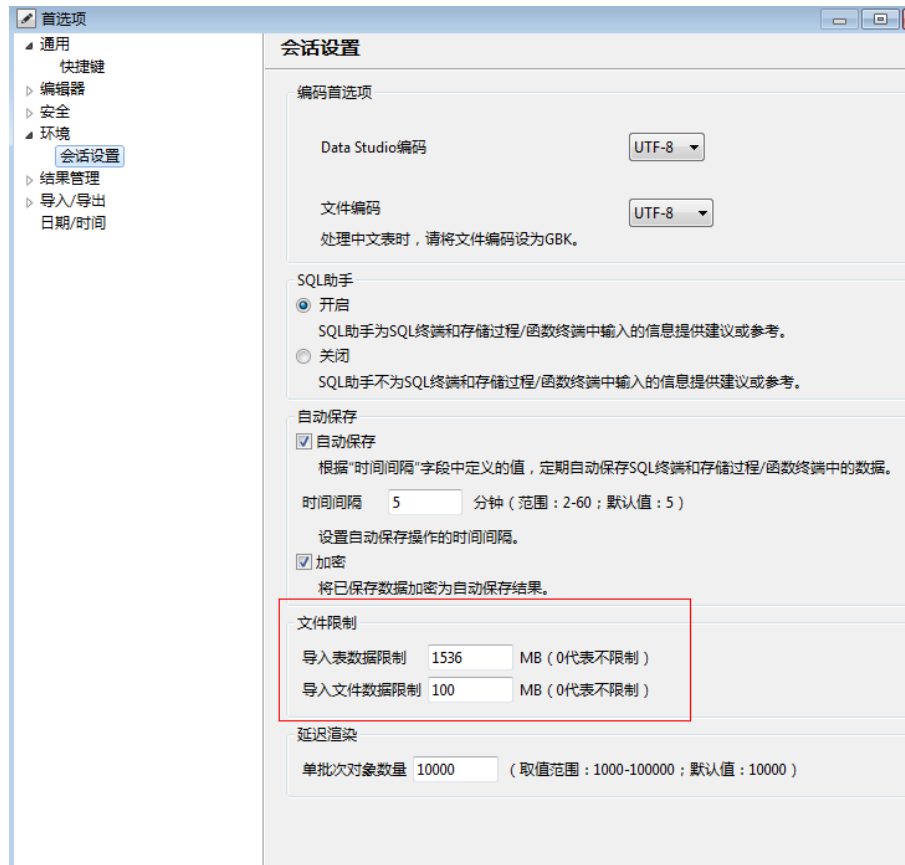 首选项
通用
快捷键
编辑器
安全
环境
会话设置
结果管理
导入/导出
日期/时间
会话设置
编码首选项
Data Studio编码 UTF-8
文件编码 UTF-8
处理中文表时，请将文件编码设为GBK。
SQL助手
开启
SQL助手为SQL终端和存储过程/函数终端中输入的信息提供建议或参考。
关闭
SQL助手不为SQL终端和存储过程/函数终端中输入的信息提供建议或参考。
自动保存
自动保存
根据"时间间隔"字段中定义的值，定期自动保存SQL终端和存储过程/函数终端中的数据。
时间间隔 5 分钟（范围：2-60；默认值：5）
设置自动保存操作的时间间隔。
加密
将已保存数据加密为自动保存结果。
文件限制
导入表数据限制 1536 MB（0代表不限制）
导入文件数据限制 100 MB（0代表不限制）
延迟渲染
单批次对象数量 10000 （取值范围：1000-100000；默认值：10000）